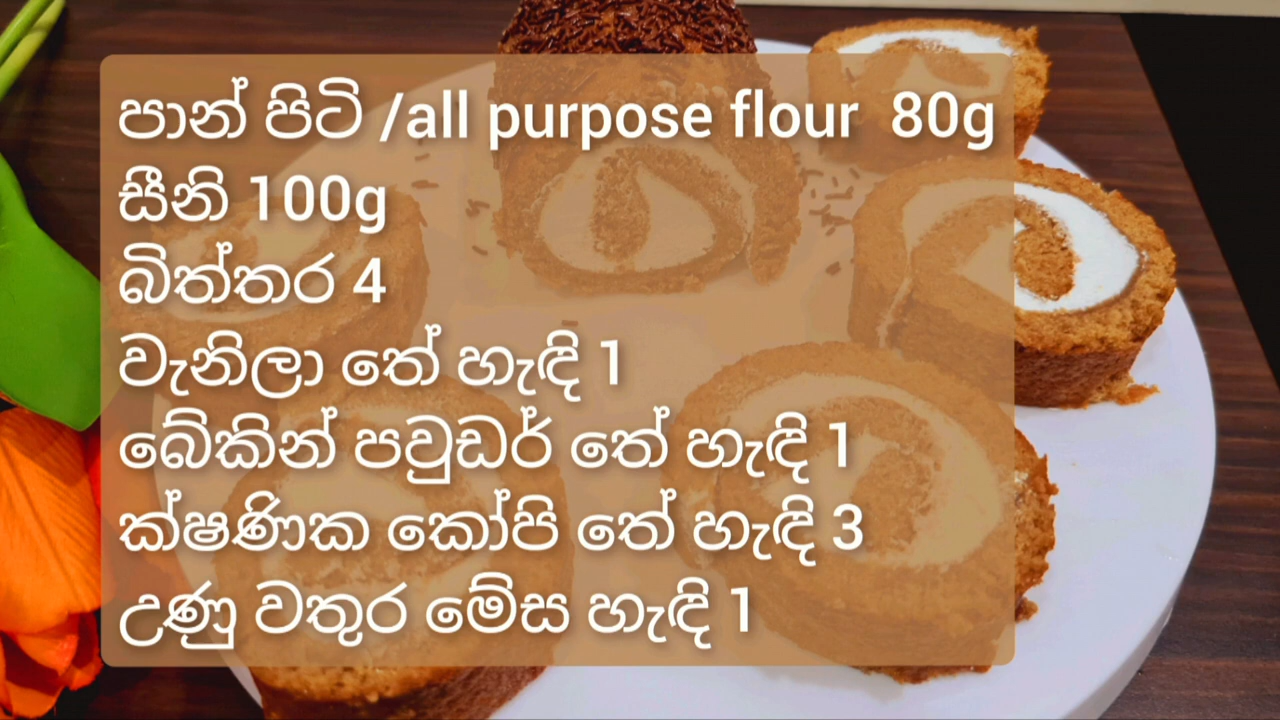 පාන් පිටි /all purpose flour 80g
සීනි 100g
බිත්තර 4
වැනිලා තේ හැඳි 1
බේකින් පවුඩර් තේ හැඳි 1
ක්ෂණික කෝපි තේ හැඳි 3
උණු වතුර මේස හැඳි 1